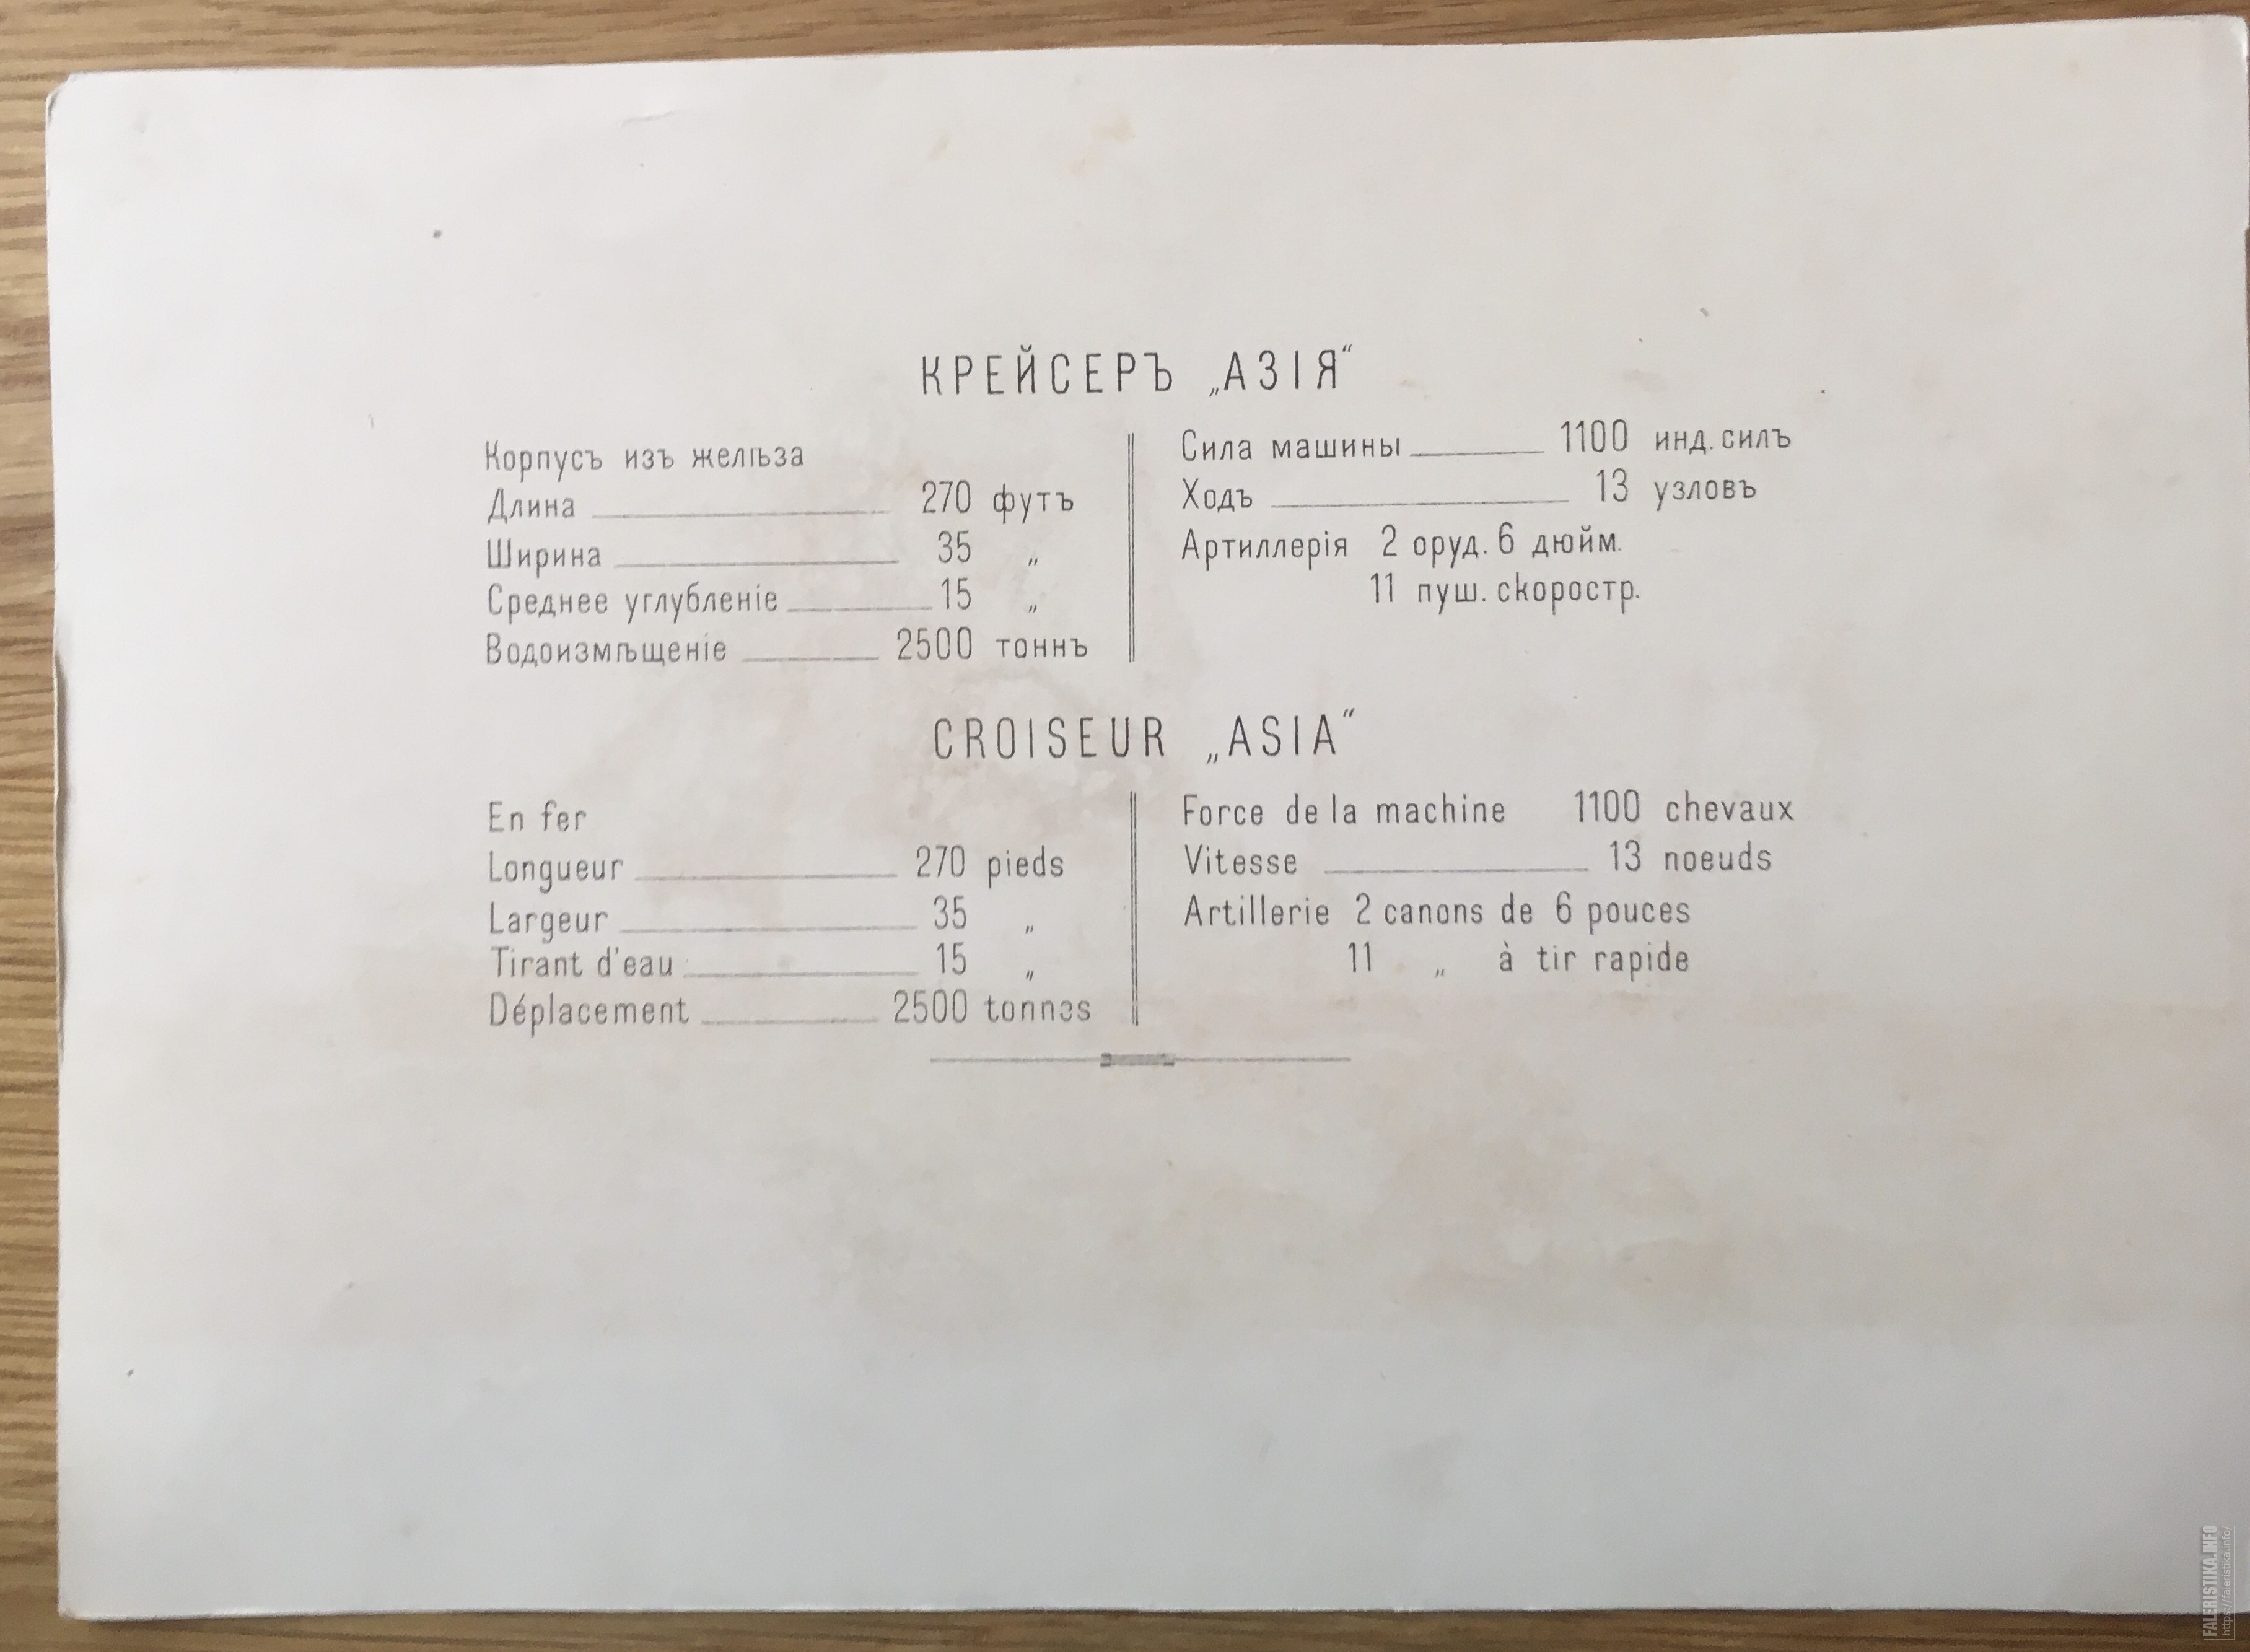 КРЕЙСЕРЪ „АЗІЯ“
Корпусъ изъ желѣза
Длина 270 футъ
Ширина 35 „
Среднее углубленіе 15 „
Водоизмѣщеніе 2500 тоннъ
Сила машины 1100 инд. силъ
Ходъ 13 узловъ
Артиллерія 2 оруд. 6 дюйм.
11 пуш. скоростр.
CROISEUR „ASIA“
En fer
Longueur 270 pieds
Largeur 35 „
Tirant d'eau 15 „
Déplacement 2500 tonnes
Force de la machine 1100 chevaux
Vitesse 13 noeuds
Artillerie 2 canons de 6 pouces
11 „ à tir rapide
FALERISTIKA.INFO
https://faleristika.info/